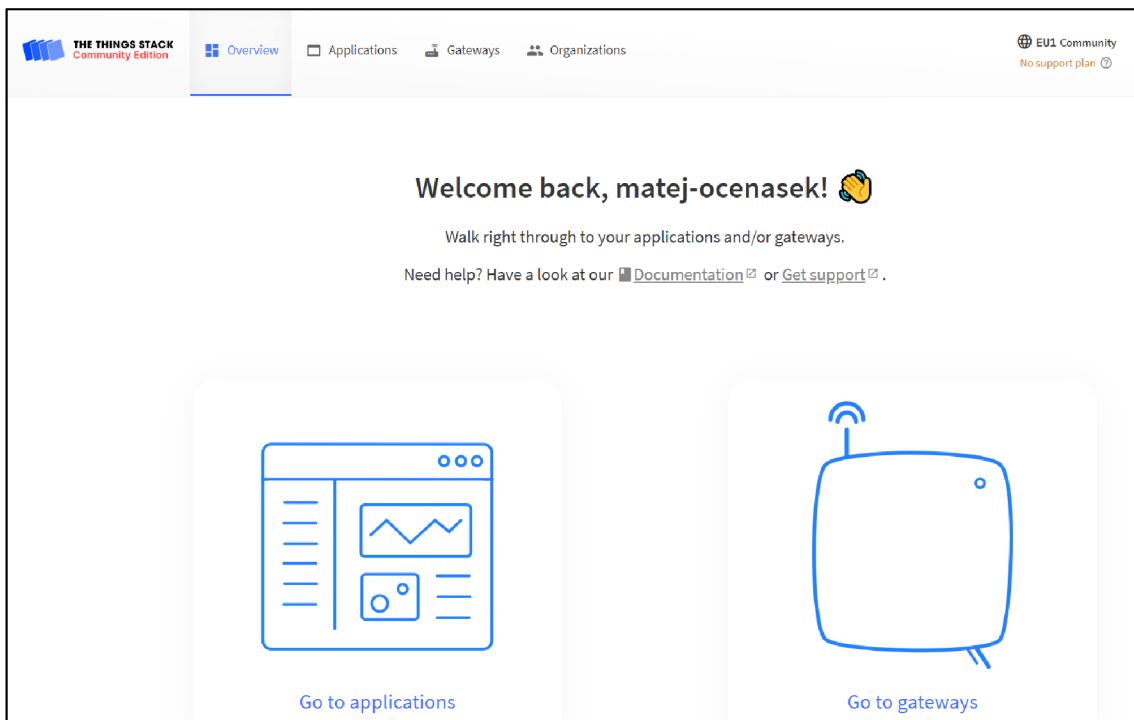 THE THINGS STACK
Community Edition
Overview
Applications
Gateways
Organizations
EU1 Community
No support plan
Welcome back, matej-ocenasek! 👋
Walk right through to your applications and/or gateways.
Need help? Have a look at our Documentation or Get support .
Go to applications
Go to gateways